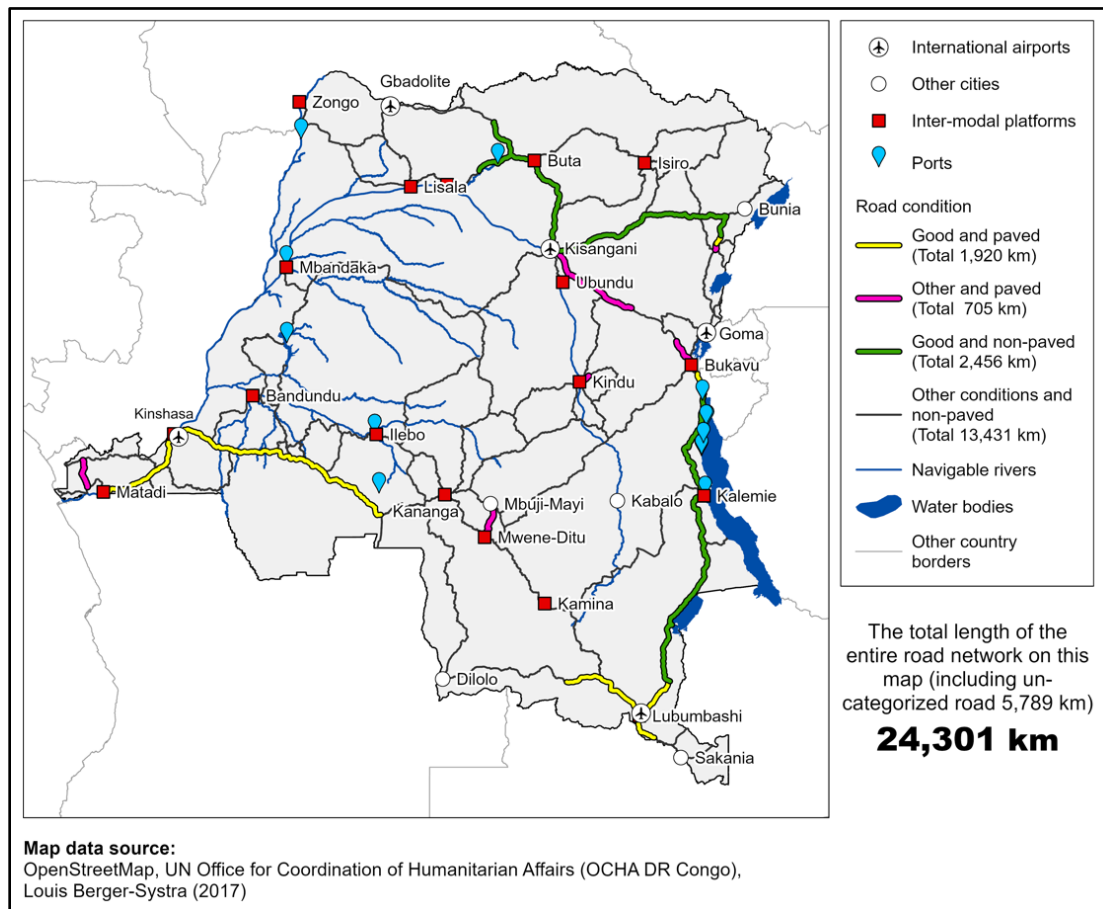 Gbadolite
Zongo
Buta
Isiro
Lisala
Bunia
Kisangani
Mbandaka
Ubundu
Goma
Bukavu
Kindu
Bandundu
Kinshasa
Ilebo
Matadi
Kananga
Mbuji-Mayi
Kabalo
Kalemie
Mwene-Ditu
Kamina
Dilolo
Lubumbashi
Sakania
International airports
Other cities
Inter-modal platforms
Ports
Road condition
Good and paved
(Total 1,920 km)
Other and paved
(Total 705 km)
Good and non-paved
(Total 2,456 km)
Other conditions and
non-paved
(Total 13,431 km)
Navigable rivers
Water bodies
Other country
borders
The total length of the
entire road network on this
map (including un-
categorized road 5,789 km)
24,301 km
Map data source:
OpenStreetMap, UN Office for Coordination of Humanitarian Affairs (OCHA DR Congo),
Louis Berger-Systra (2017)